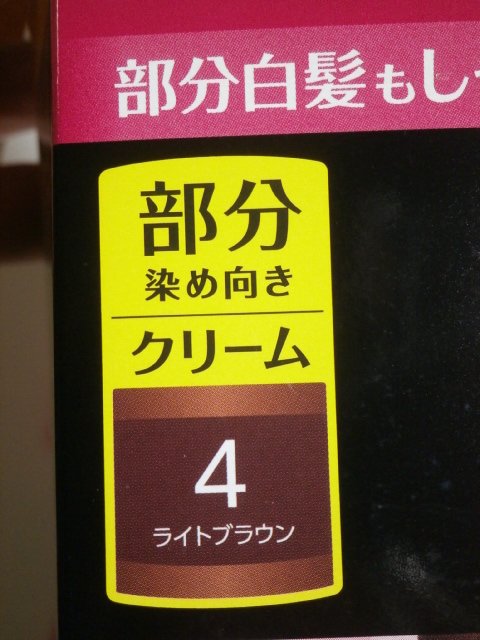 部分白髪もし
部分
染め向き
クリーム
4
ライトブラウン